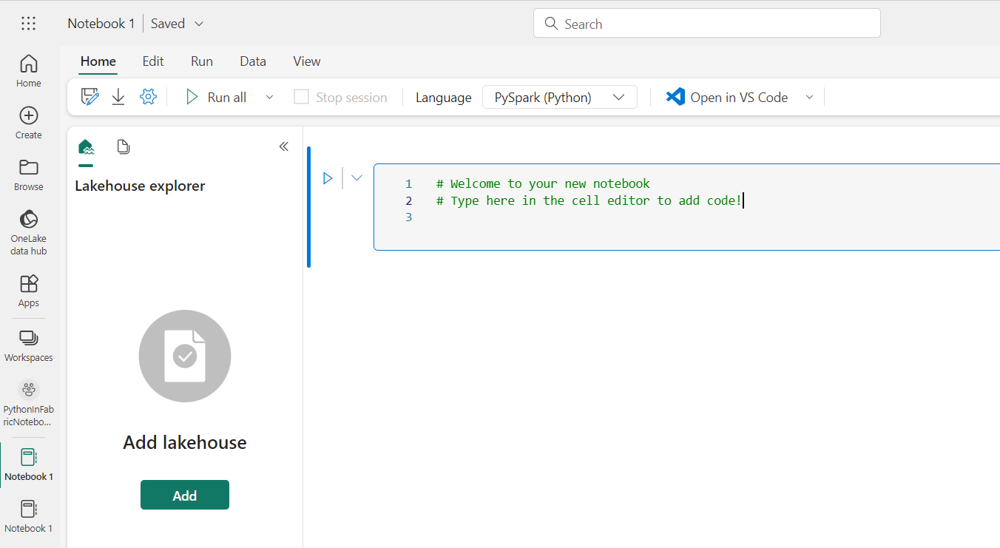 Notebook 1
Saved
Search
Home
Edit
Run
Data
View
Run all
Stop session
Language
PySpark (Python)
Open in VS Code
Home
Create
Browse
OneLake
data hub
Apps
Workspaces
PythonInFab
ricNotebo...
Notebook 1
Notebook 1
Lakehouse explorer
Add lakehouse
Add
1 # Welcome to your new notebook
2 # Type here in the cell editor to add code!
3